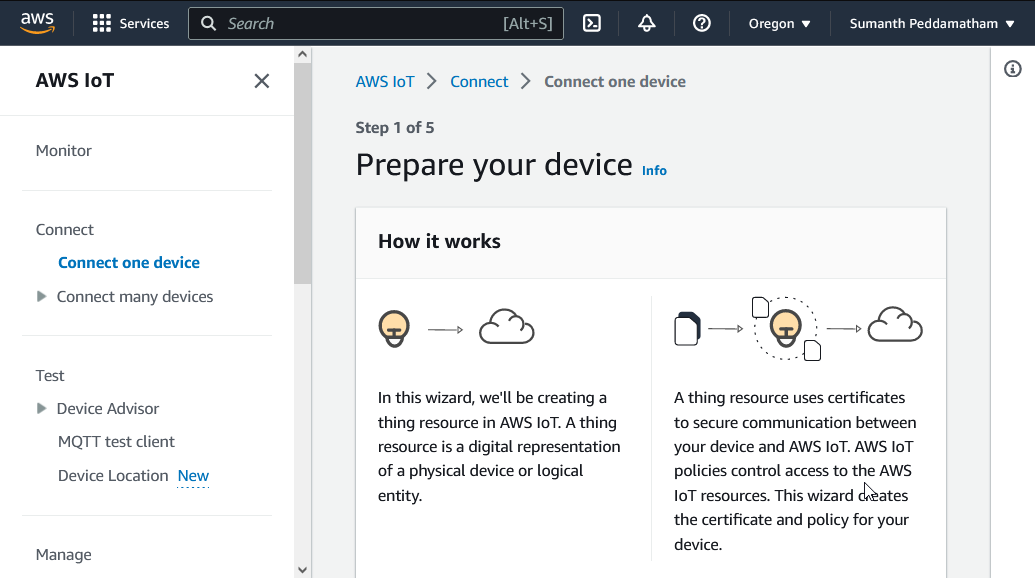 aws
Services
Search [Alt+S]
Oregon
Sumanth Peddamatham
AWS IoT
Monitor
Connect
Connect one device
Connect many devices
Test
Device Advisor
MQTT test client
Device Location New
Manage
AWS IoT > Connect > Connect one device
Step 1 of 5
Prepare your device Info
How it works
In this wizard, we'll be creating a
thing resource in AWS IoT. A thing
resource is a digital representation
of a physical device or logical
entity.
A thing resource uses certificates
to secure communication between
your device and AWS IoT. AWS IoT
policies control access to the AWS
IoT resources. This wizard creates
the certificate and policy for your
device.